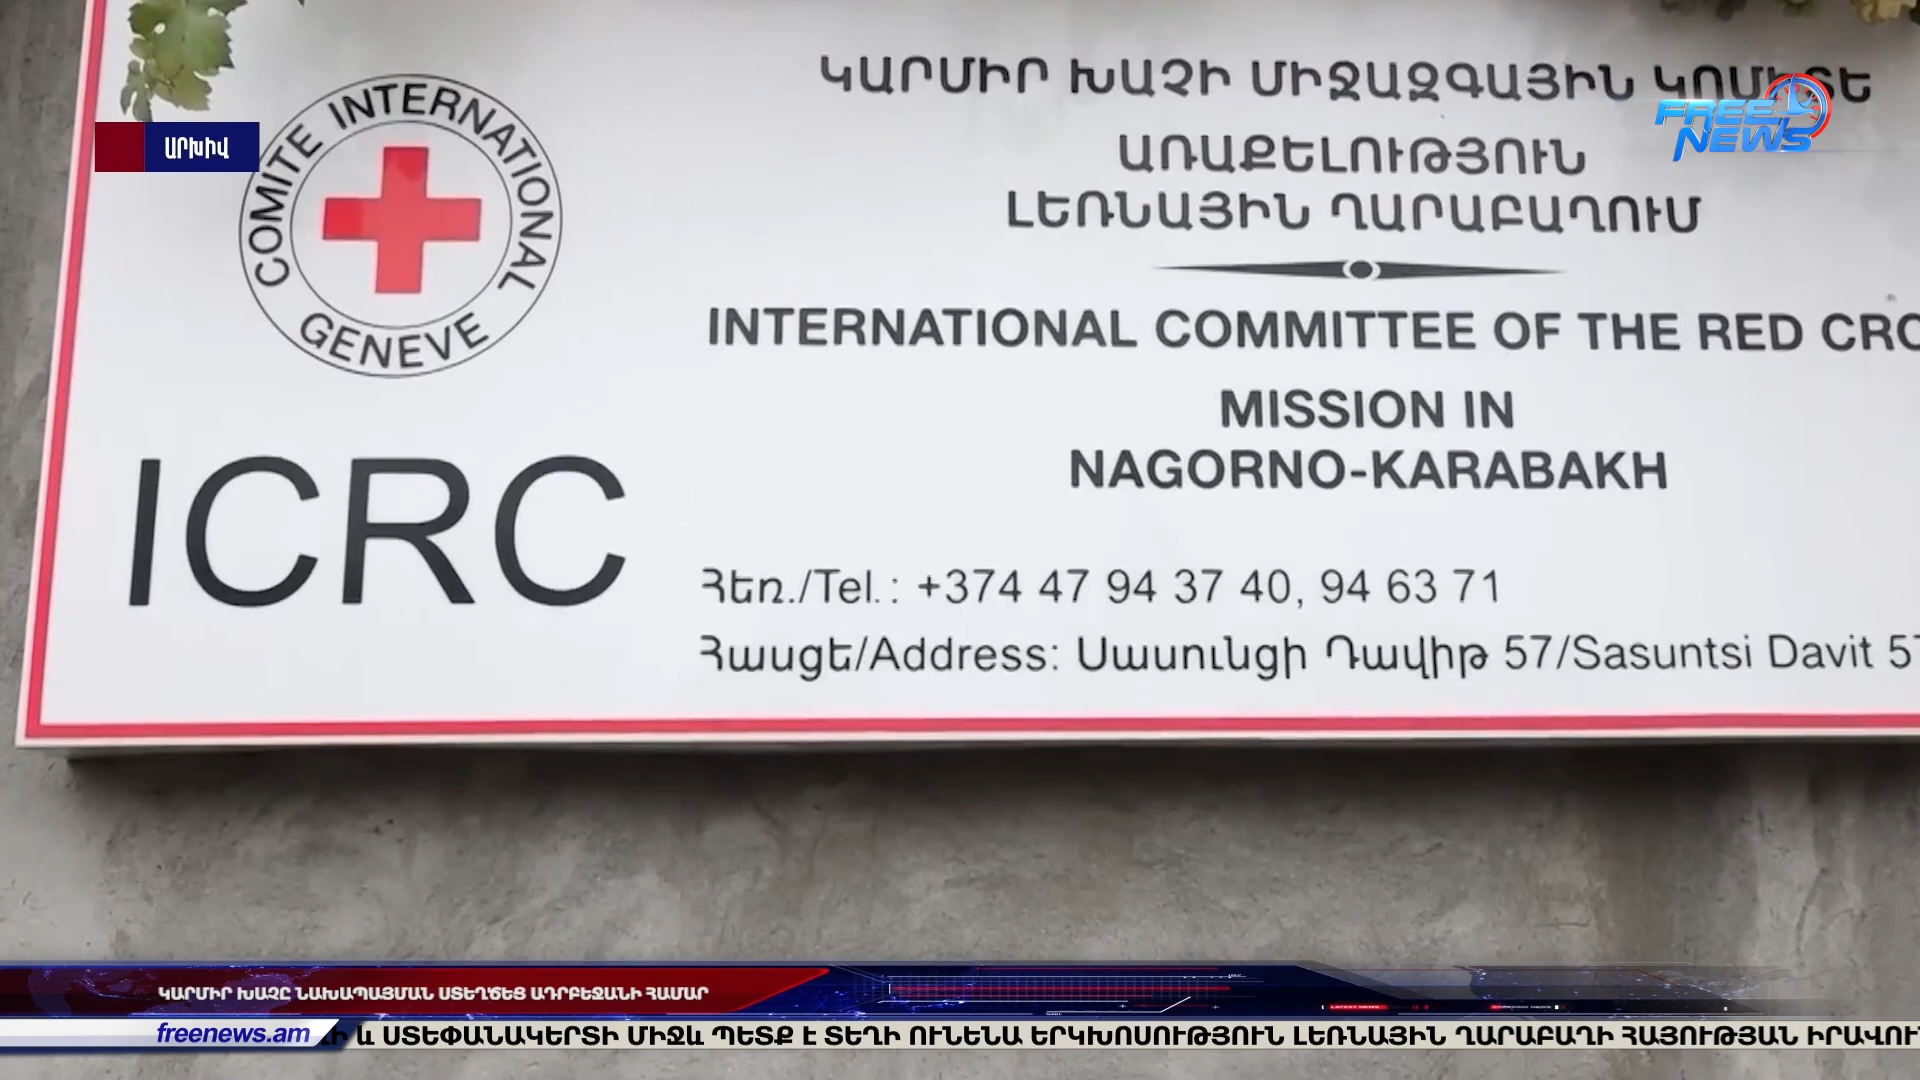 ԿԱՐՄԻՐ ԽԱՉԻ ՄԻՋԱԶԳԱՅԻՆ ԿՈՄԻՏԵ
FREE
NEWS
ԱՐԽԻՎ
COMITE INTERNATIONAL
GENEVE
ԱՌԱՔԵԼՈՒԹՅՈՒՆ
ԼԵՌՆԱՅԻՆ ՂԱՐԱԲԱՂՈՒՄ
INTERNATIONAL COMMITTEE OF THE RED CRO
MISSION IN
NAGORNO-KARABAKH
ICRC
Հեռ./Tel.: +374 47 94 37 40, 94 63 71
Հասցե/Address: Սասունցի Դավիթ 57/Sasuntsi Davit 57
ԿԱՐՄԻՐ ԽԱՉԸ ՆԱԽԱՊԱՅՄԱՆ ՍՏԵՂԾԵՑ ԱԴՐԲԵՋԱՆԻ ՀԱՄԱՐ
LATEST NEWS
freenews.am
և ՍՏԵՓԱՆԱԿԵՐՏԻ ՄԻՋև ՊԵՏՔ Է ՏԵՂԻ ՈՒՆԵՆԱ ԵՐԿԽՈՍՈՒԹՅՈՒՆ ԼԵՌՆԱՅԻՆ ՂԱՐԱԲԱՂԻ ՀԱՅՈՒԹՅԱՆ ԻՐԱՎՈՒ